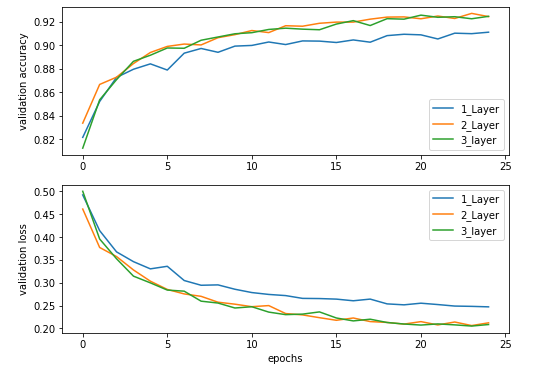 validation accuracy
0.92
0.90
0.88
0.86
0.84
0.82
0 5 10 15 20 25
1_Layer
2_Layer
3_layer
validation loss
0.50
0.45
0.40
0.35
0.30
0.25
0.20
0 5 10 15 20 25
1_Layer
2_Layer
3_layer
epochs